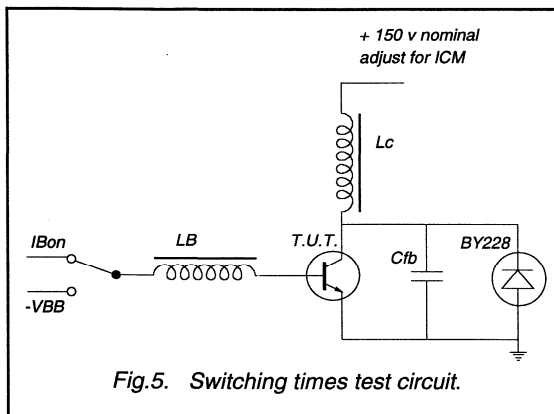 + 150 v nominal
adjust for ICM
Lc
IBon
LB
T.U.T.
Cfb
BY228
-VBB
Fig.5. Switching times test circuit.